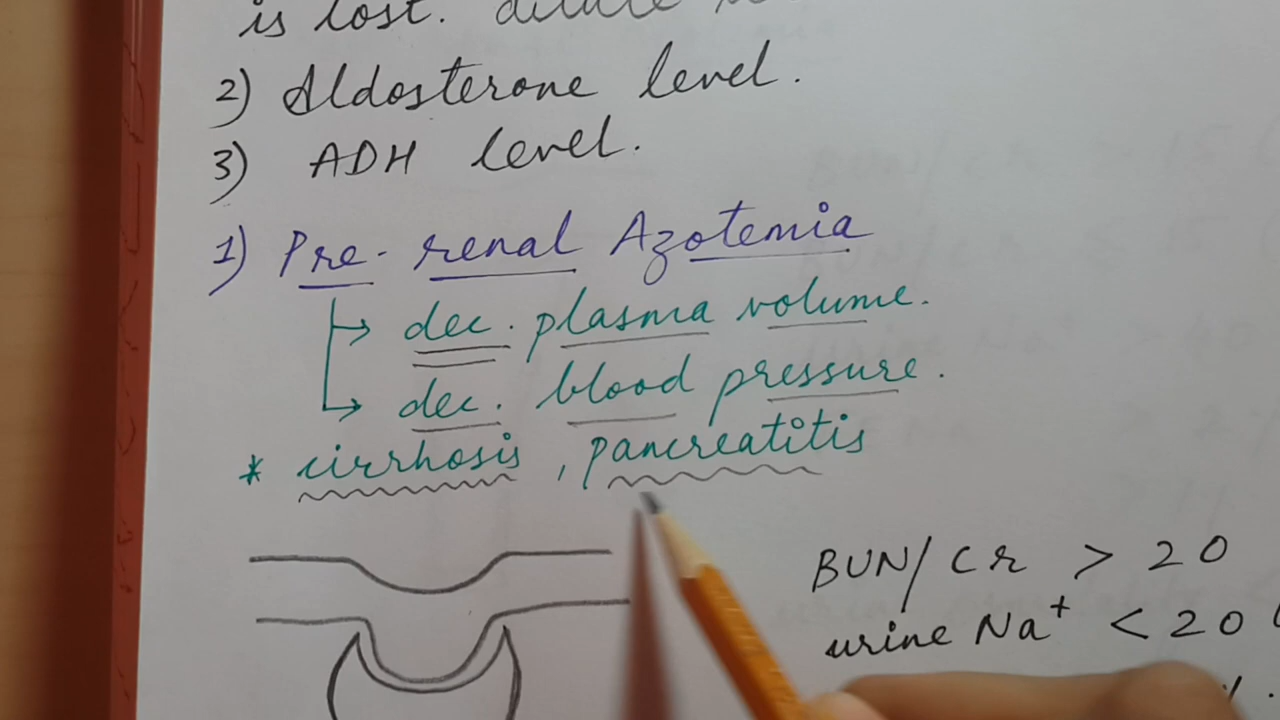 is lost. dilute
2) Aldosterone level.
3) ADH level.
1) Pre-renal Azotemia
→ dec. plasma volume.
→ dec. blood pressure.
* cirrhosis, pancreatitis
BUN/Cr > 20
urine Na+ < 20